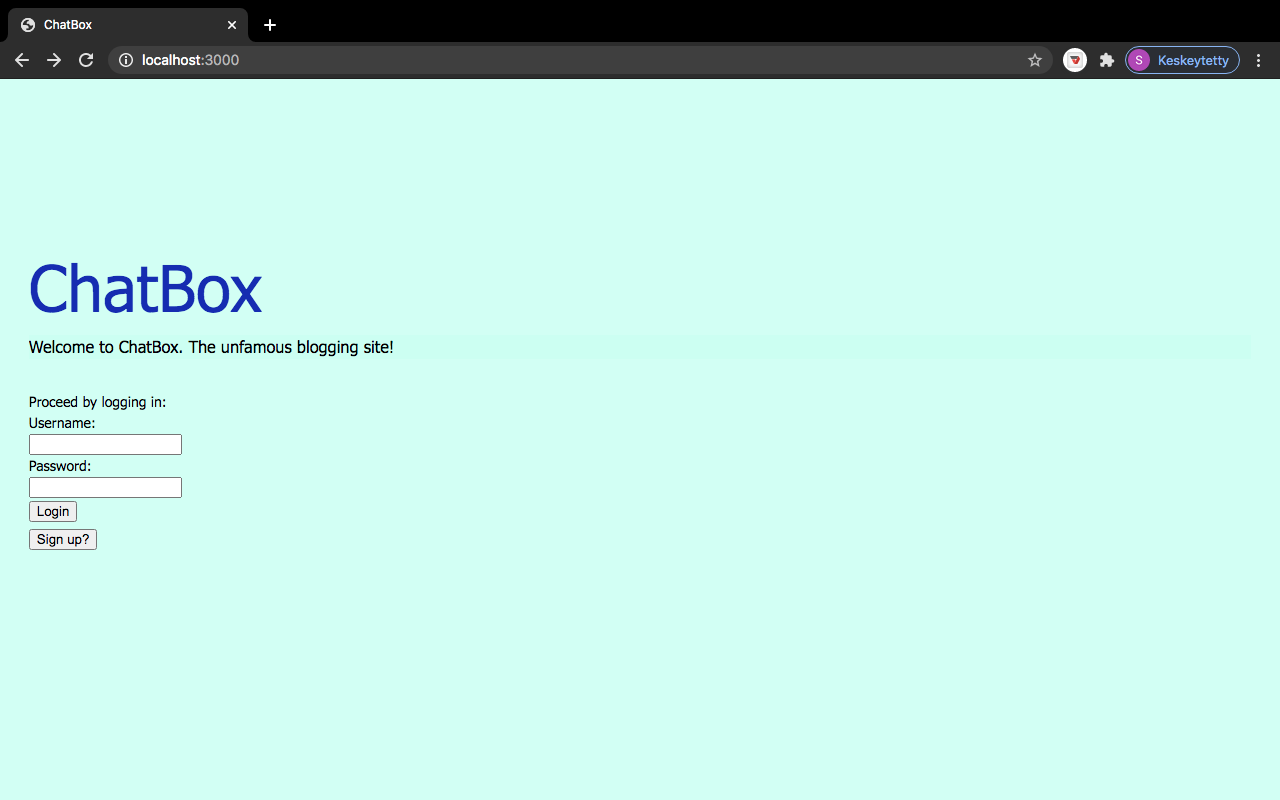 ChatBox
localhost:3000
S Keskeytetty
ChatBox
Welcome to ChatBox. The unfamous blogging site!
Proceed by logging in:
Username:
Password:
Login
Sign up?